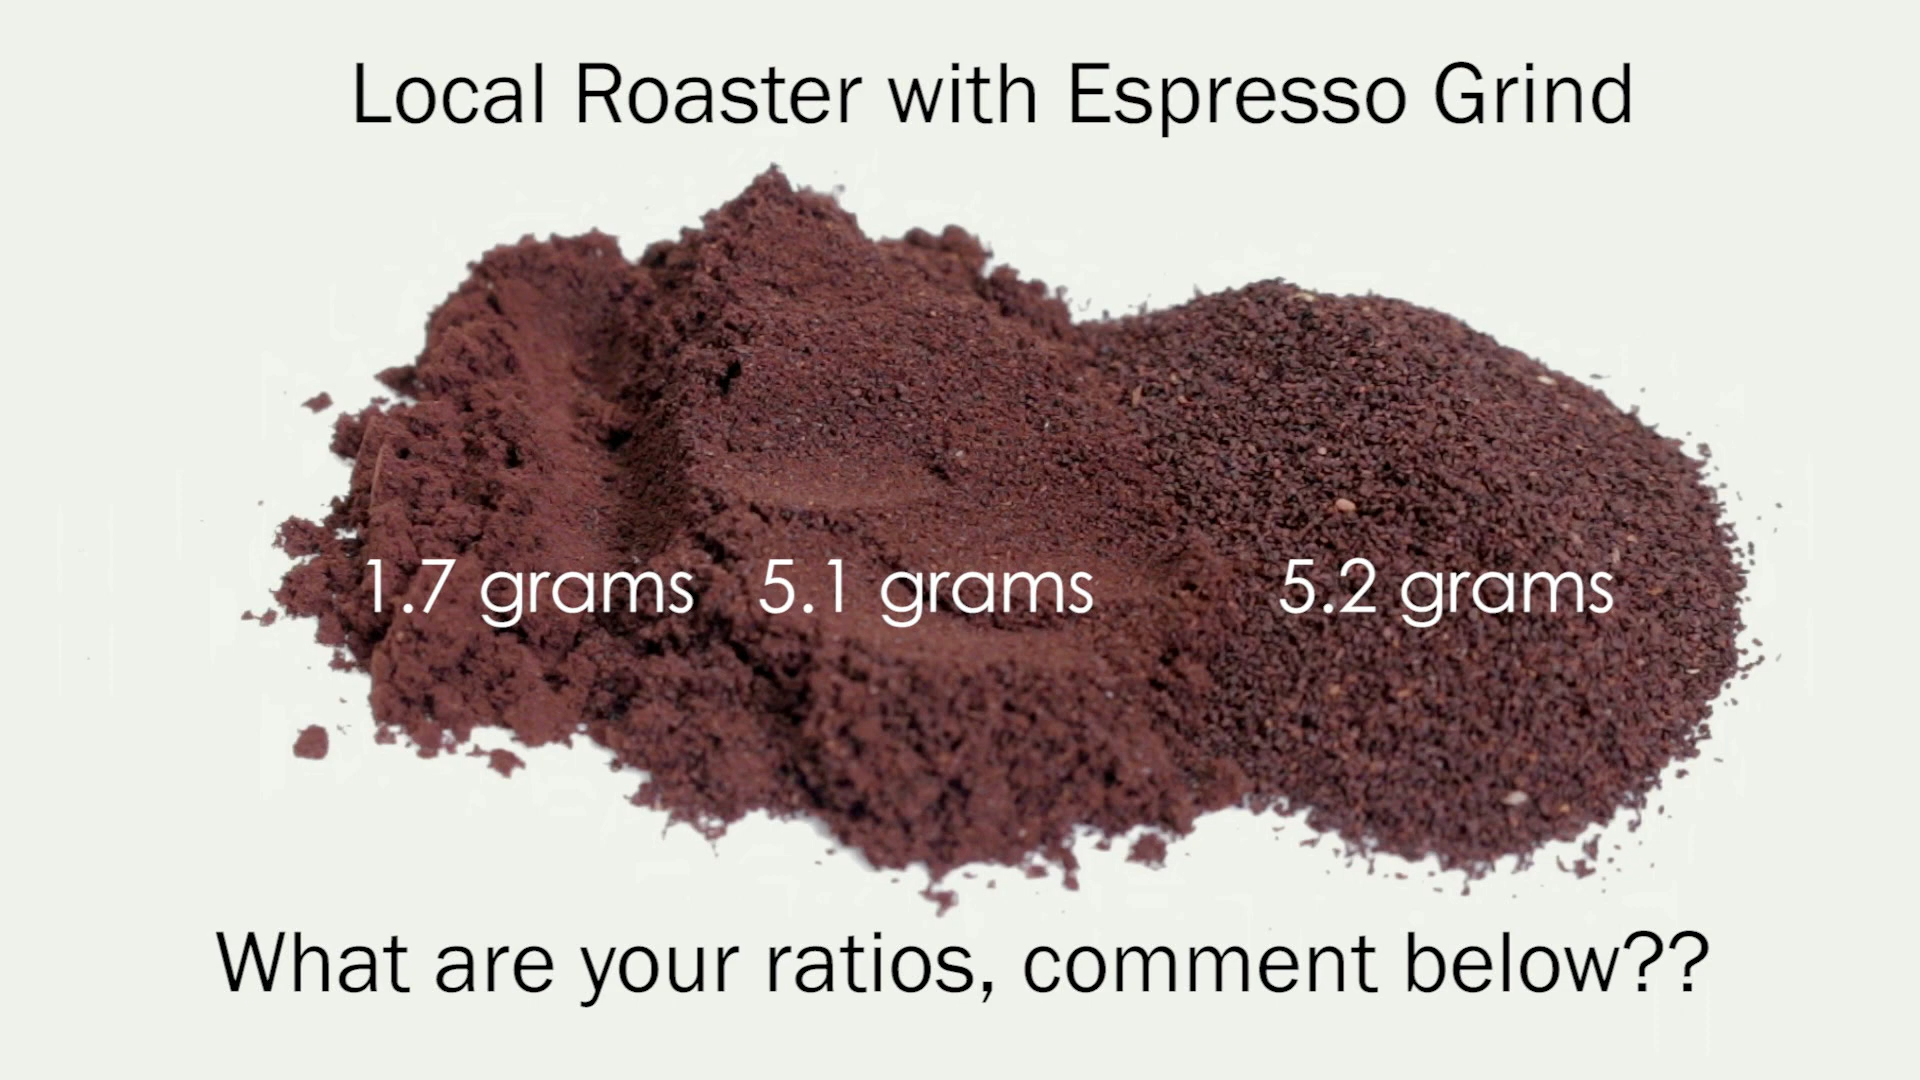 Local Roaster with Espresso Grind
1.7 grams 5.1 grams 5.2 grams
What are your ratios, comment below??